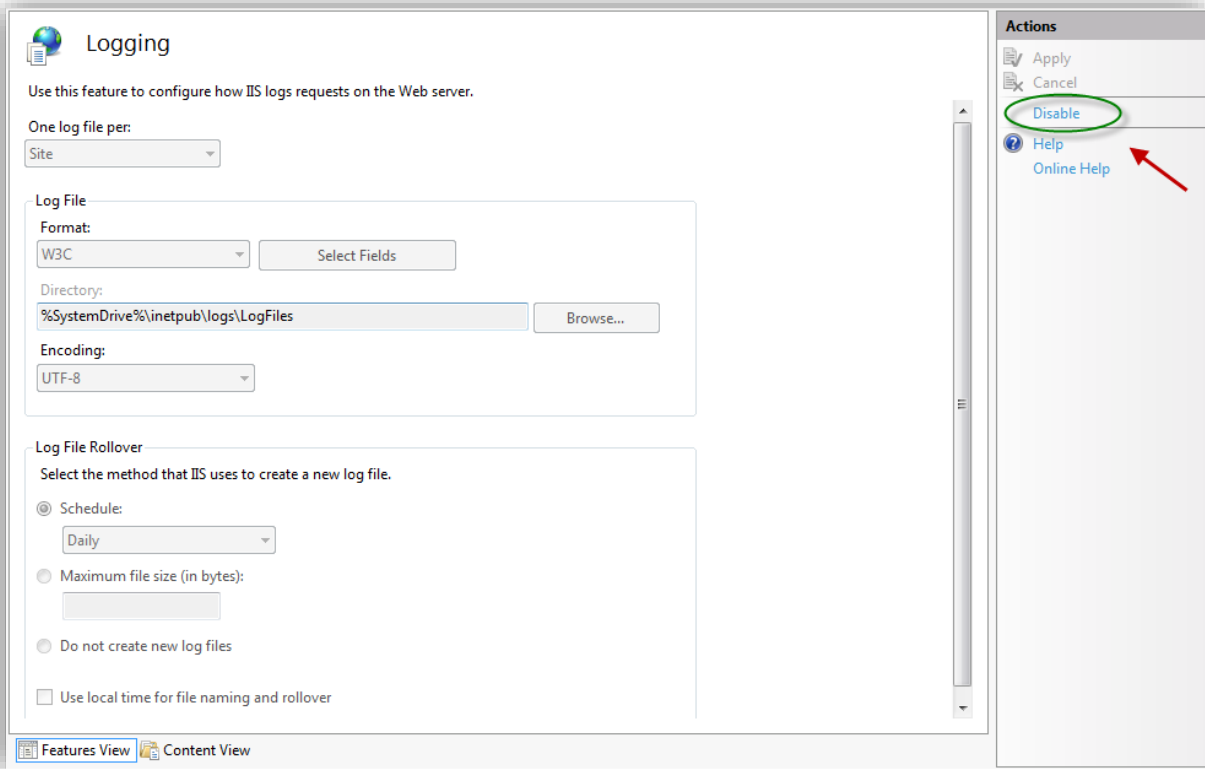 Logging
Use this feature to configure how IIS logs requests on the Web server.
One log file per:
Site
Log File
Format:
W3C
Select Fields
Directory:
%SystemDrive%\inetpub\logs\LogFiles
Browse...
Encoding:
UTF-8
Log File Rollover
Select the method that IIS uses to create a new log file.
Schedule:
Daily
Maximum file size (in bytes):
Do not create new log files
Use local time for file naming and rollover
Features View
Content View
Actions
Apply
Cancel
Disable
Help
Online Help